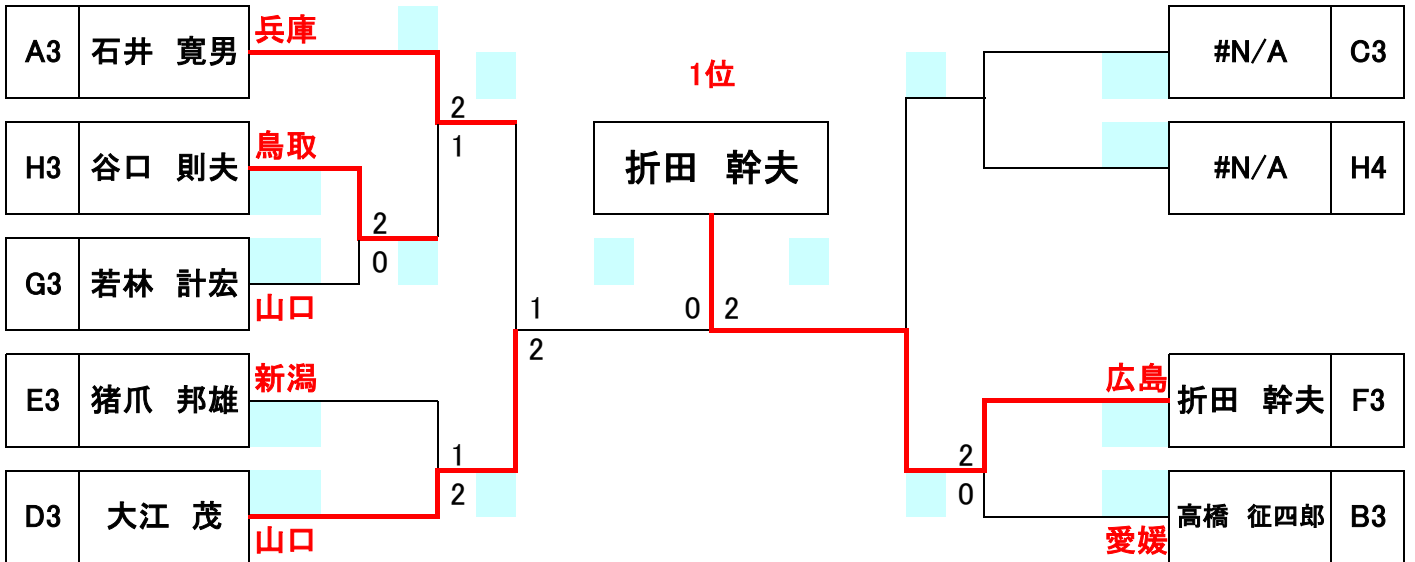 兵庫
A3 石井 寛男
2
1
鳥取
H3 谷口 則夫
2
0
G3 若林 計宏
山口
1
2
新潟
E3 猪爪 邦雄
1
2
D3 大江 茂
山口
1位
折田 幹夫
0 2
#N/A C3
#N/A H4
広島
折田 幹夫 F3
2
0
高橋 征四郎 B3
愛媛